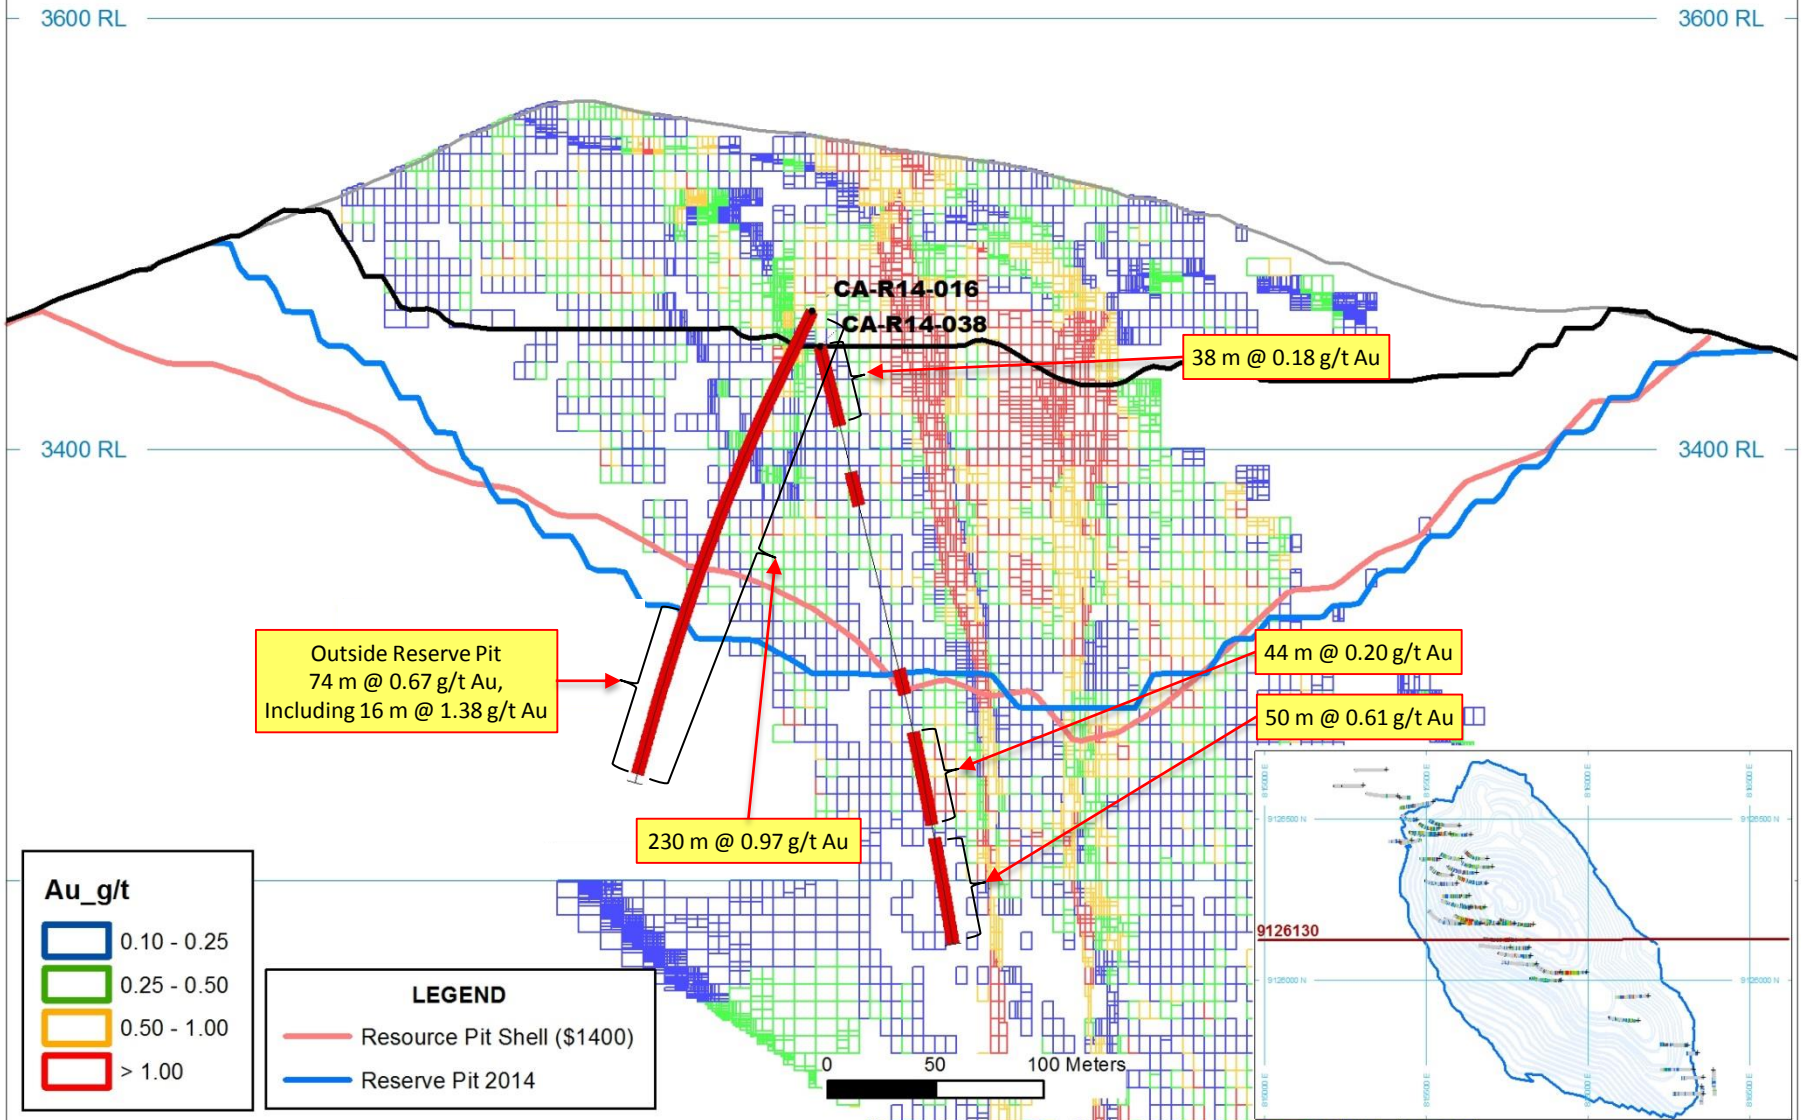 3600 RL
3600 RL
CA-R14-016
CA-R14-038
38 m @ 0.18 g/t Au
3400 RL
3400 RL
Outside Reserve Pit
74 m @ 0.67 g/t Au,
Including 16 m @ 1.38 g/t Au
44 m @ 0.20 g/t Au
50 m @ 0.61 g/t Au
230 m @ 0.97 g/t Au
Au_g/t
0.10 - 0.25
0.25 - 0.50
0.50 - 1.00
> 1.00
LEGEND
Resource Pit Shell ($1400)
Reserve Pit 2014
0 50 100 Meters
9126130